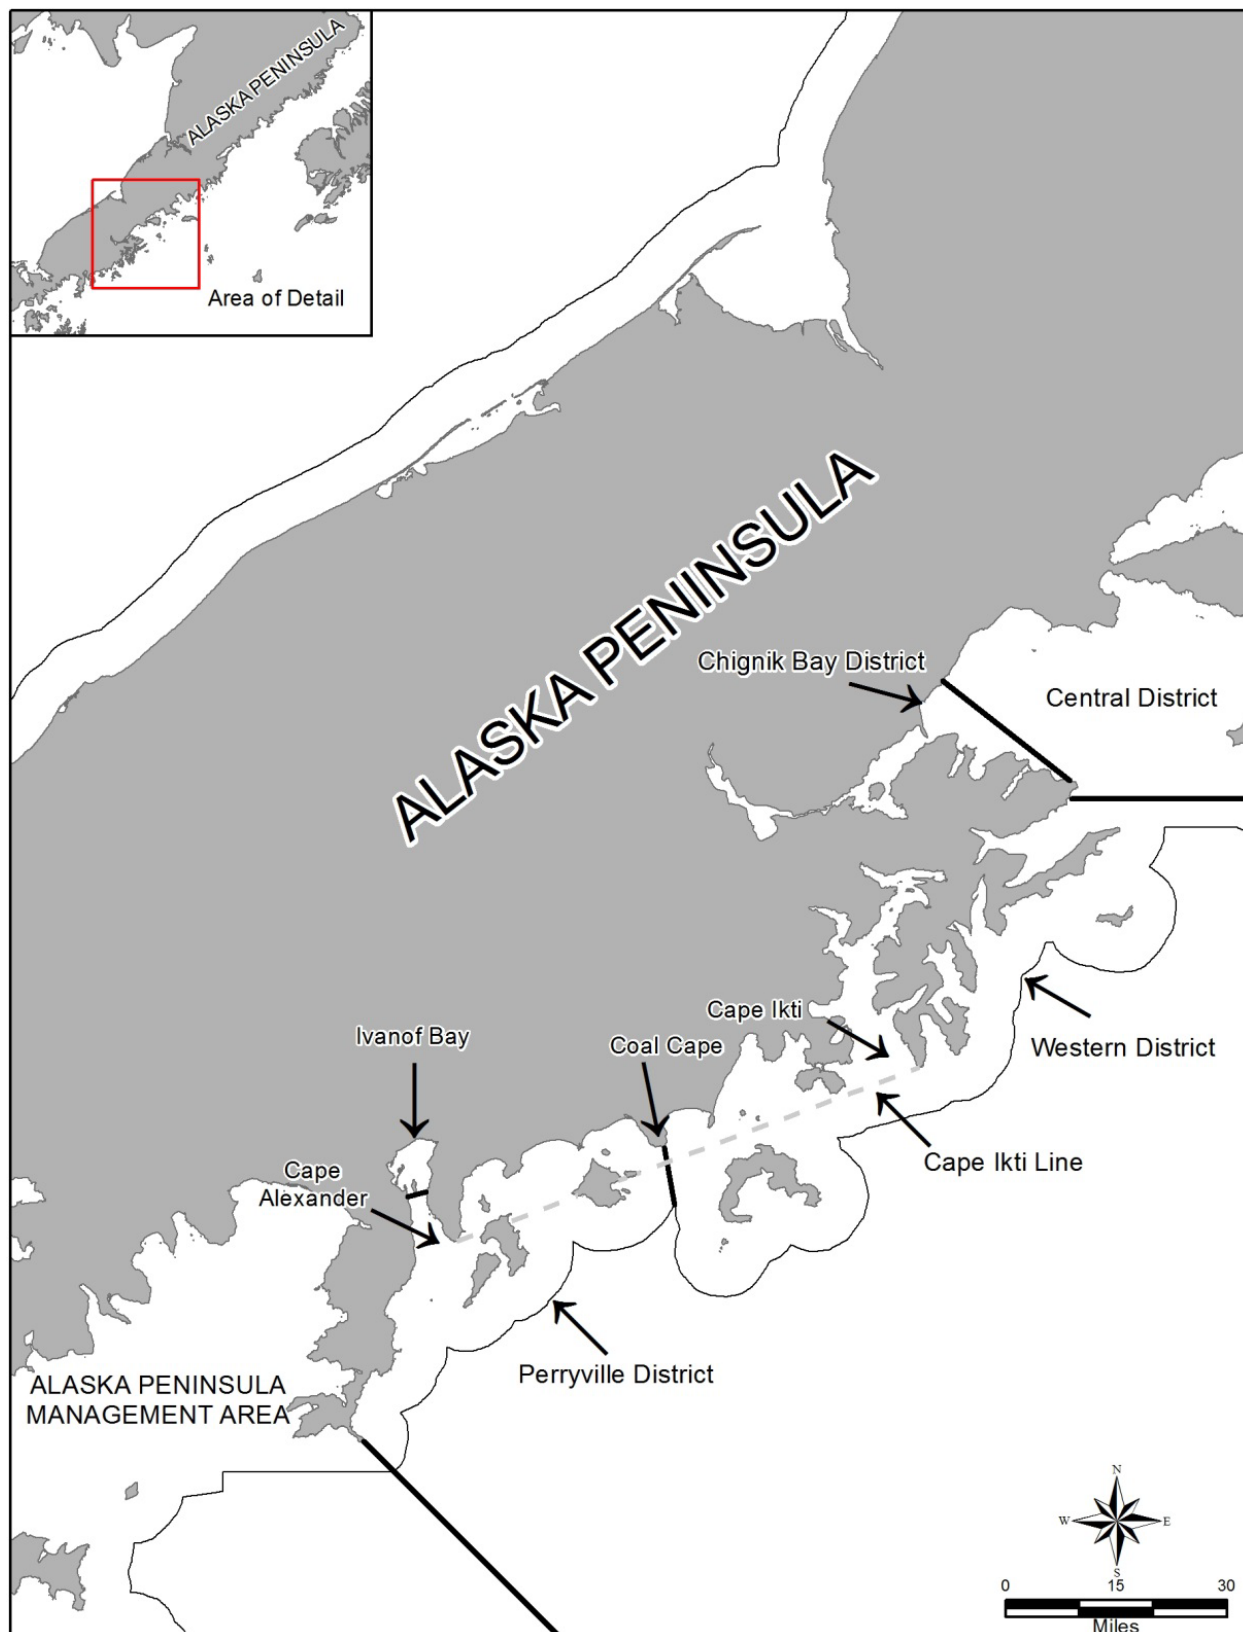 ALASKA PENINSULA
Area of Detail
ALASKA PENINSULA
Chignik Bay District
Central District
Cape Ikti
Ivanof Bay
Coal Cape
Western District
Cape Ikti Line
Cape
Alexander
Perryville District
ALASKA PENINSULA
MANAGEMENT AREA
N
W
E
S
0 15 30
Miles